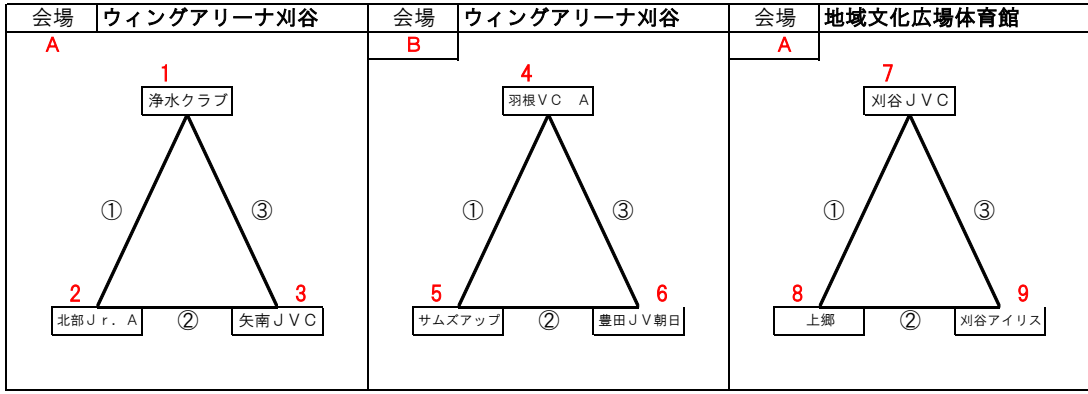 会場 ウィングアリーナ刈谷
A
1
浄水クラブ
① ③
2 3
北部Ｊｒ．Ａ ② 矢南ＪＶＣ
会場 ウィングアリーナ刈谷
B
4
羽根ＶＣ　Ａ
① ③
5 6
サムズアップ ② 豊田ＪＶ朝日
会場 地域文化広場体育館
A
7
刈谷ＪＶＣ
① ③
8 9
上郷 ② 刈谷アイリス